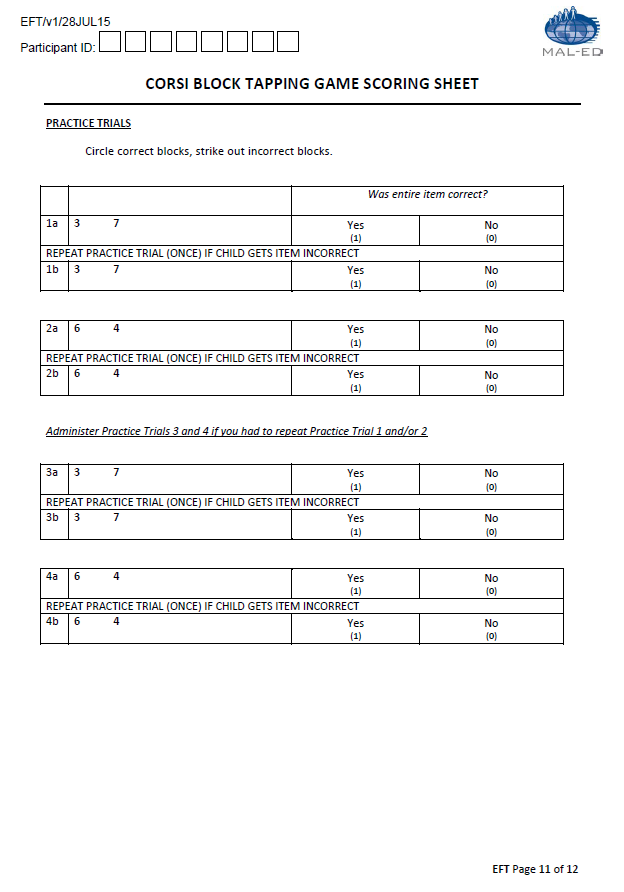 EFT/v1/28JUL15
Participant ID:
MAL-ED
CORSI BLOCK TAPPING GAME SCORING SHEET
PRACTICE TRIALS
Circle correct blocks, strike out incorrect blocks.
Was entire item correct?
1a 3 7 Yes No
(1) (0)
REPEAT PRACTICE TRIAL (ONCE) IF CHILD GETS ITEM INCORRECT
1b 3 7 Yes No
(1) (0)
2a 6 4 Yes No
(1) (0)
REPEAT PRACTICE TRIAL (ONCE) IF CHILD GETS ITEM INCORRECT
2b 6 4 Yes No
(1) (0)
Administer Practice Trials 3 and 4 if you had to repeat Practice Trial 1 and/or 2
3a 3 7 Yes No
(1) (0)
REPEAT PRACTICE TRIAL (ONCE) IF CHILD GETS ITEM INCORRECT
3b 3 7 Yes No
(1) (0)
4a 6 4 Yes No
(1) (0)
REPEAT PRACTICE TRIAL (ONCE) IF CHILD GETS ITEM INCORRECT
4b 6 4 Yes No
(1) (0)
EFT Page 11 of 12